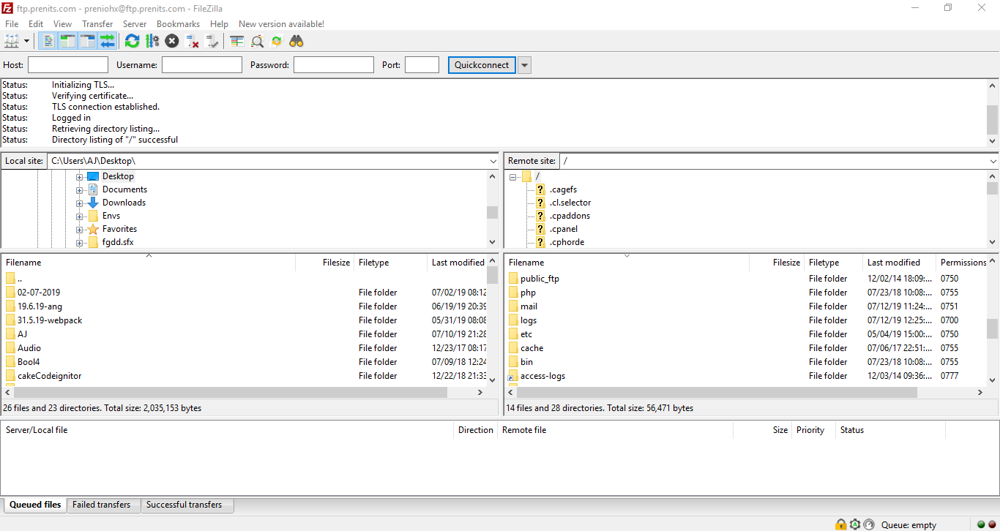 ftp.prenits.com - preniohx@ftp.prenits.com - FileZilla
File Edit View Transfer Server Bookmarks Help New version available!
Host: Username: Password: Port: Quickconnect
Status: Initializing TLS...
Status: Verifying certificate...
Status: TLS connection established.
Status: Logged in
Status: Retrieving directory listing...
Status: Directory listing of "/" successful
Local site: C:\Users\AJ\Desktop\
Desktop
Documents
Downloads
Envs
Favorites
fgdd.sfx
Filename Filesize Filetype Last modified
..
02-07-2019 File folder 07/02/19 08:12
19.6.19-ang File folder 06/19/19 20:39
31.5.19-webpack File folder 05/31/19 08:08
AJ File folder 07/10/19 21:28
Audio File folder 12/23/17 08:17
Bool4 File folder 07/09/18 12:24
cakeCodeignitor File folder 12/22/18 21:33
26 files and 23 directories. Total size: 2,035,153 bytes
Remote site: /
/
.cagefs
.cl.selector
.cpaddons
.cpanel
.cphorde
Filename Filesize Filetype Last modified Permissions
public_ftp File folder 12/02/14 18:09:... 0750
php File folder 07/23/18 10:08:... 0755
mail File folder 07/12/19 11:24:... 0751
logs File folder 07/12/19 12:25:... 0700
etc File folder 05/04/19 15:00:... 0750
cache File folder 07/06/17 22:51:... 0755
bin File folder 07/23/18 10:08:... 0755
access-logs File folder 12/03/14 09:36:... 0777
14 files and 28 directories. Total size: 56,471 bytes
Server/Local file Direction Remote file Size Priority Status
Queued files Failed transfers Successful transfers
Queue: empty